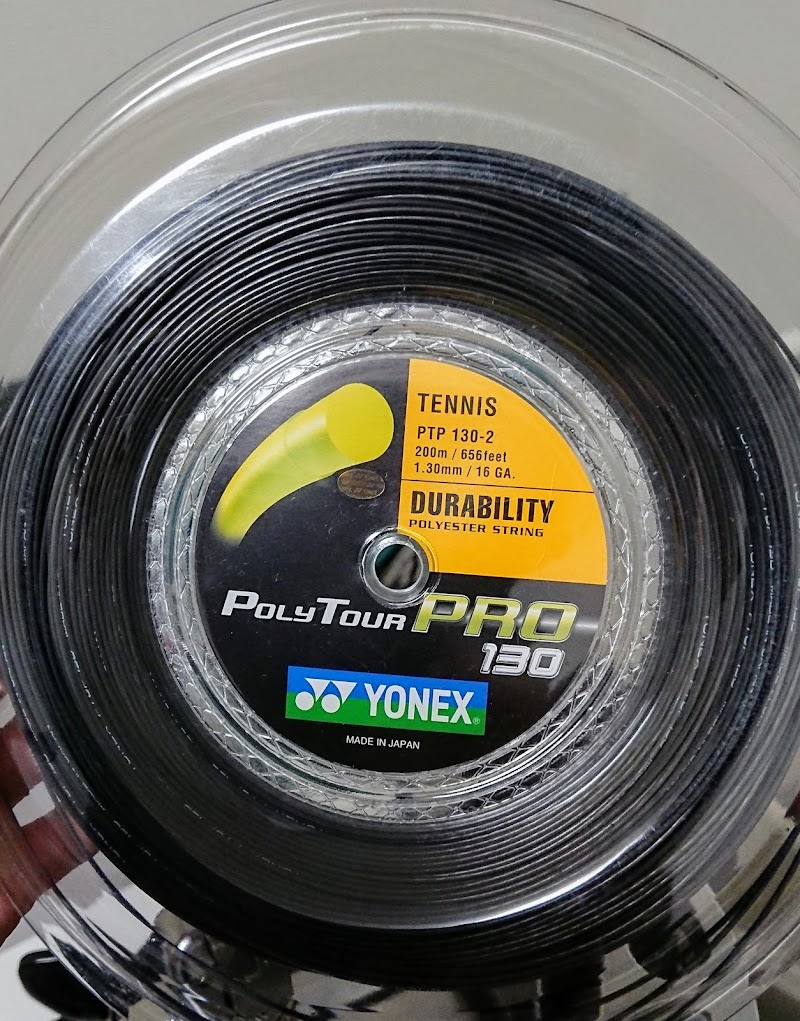 TENNIS
PTP 130-2
200m / 656feet
1.30mm / 16 GA.
DURABILITY
POLYESTER STRING
POLYTOUR PRO
130
YONEX®
MADE IN JAPAN